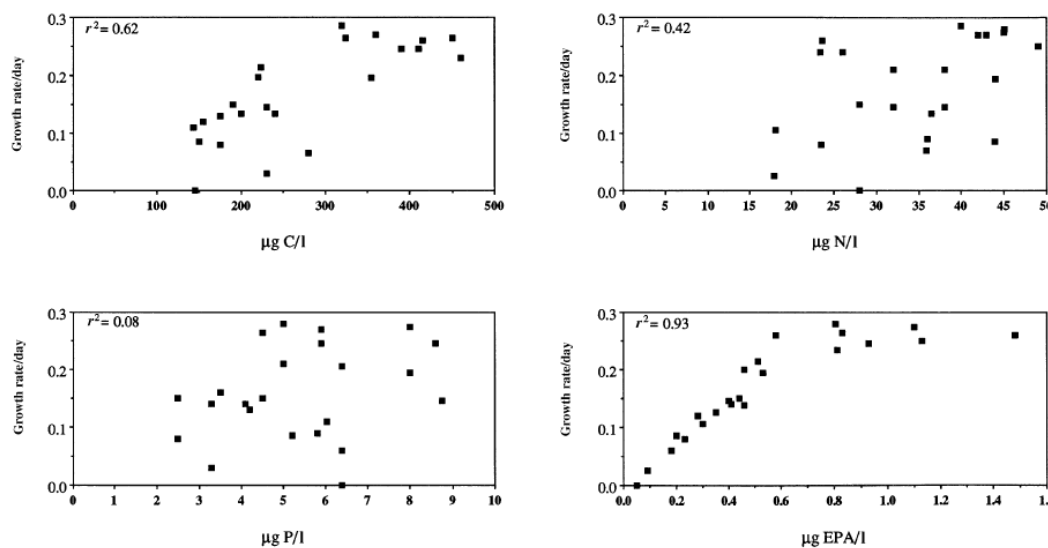 r² = 0.62
Growth rate/day
0.3
0.2
0.1
0.0
0 100 200 300 400 500
µg C/l
r² = 0.42
Growth rate/day
0.3
0.2
0.1
0.0
0 5 10 15 20 25 30 35 40 45 50
µg N/l
r² = 0.08
Growth rate/day
0.3
0.2
0.1
0.0
0 1 2 3 4 5 6 7 8 9 10
µg P/l
r² = 0.93
Growth rate/day
0.3
0.2
0.1
0.0
0.0 0.2 0.4 0.6 0.8 1.0 1.2 1.4
µg EPA/l